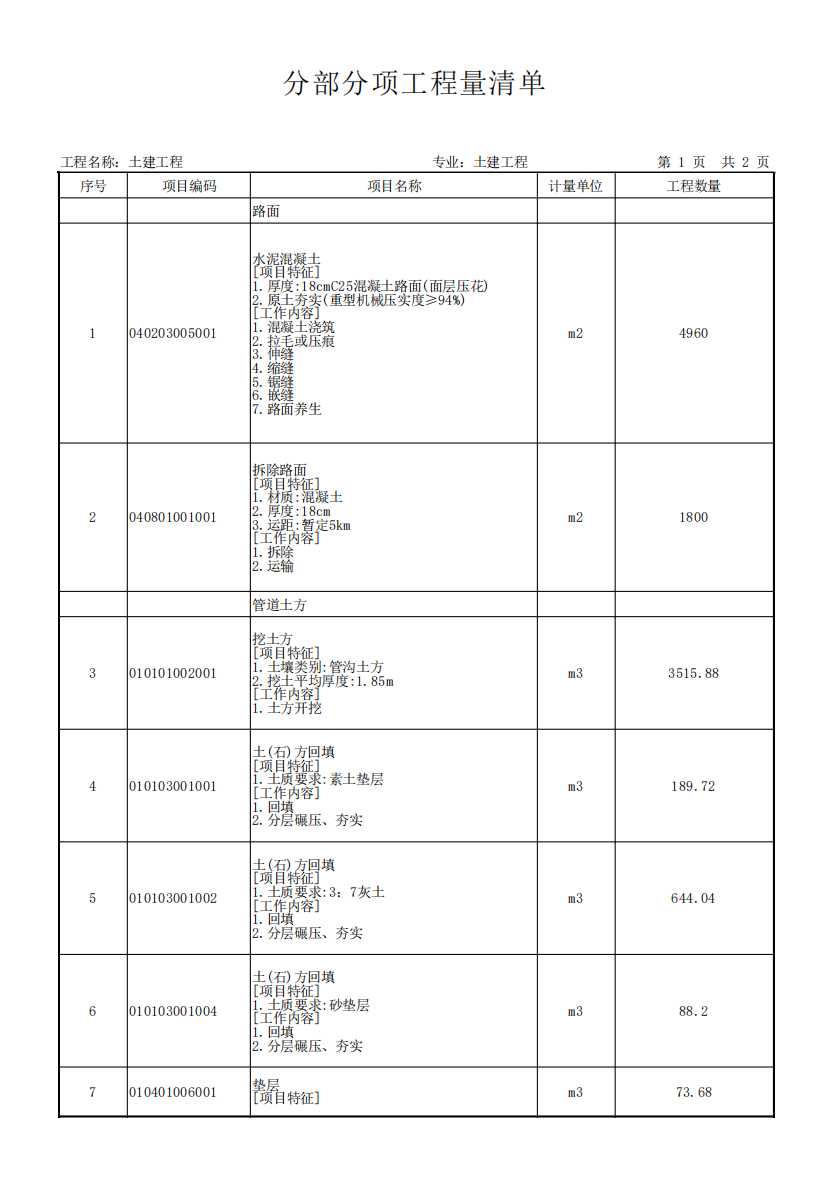 分部分项工程量清单
工程名称：土建工程 专业：土建工程 第 1 页 共 2 页
序号 项目编码 项目名称 计量单位 工程数量
路面
1 040203005001 m2 4960
水泥混凝土
[项目特征]
1.厚度:18cmC25混凝土路面(面层压花)
2.原土夯实(重型机械压实度≥94%)
[工作内容]
1.混凝土浇筑
2.拉毛或压痕
3.伸缝
4.缩缝
5.锯缝
6.嵌缝
7.路面养生
2 040801001001 m2 1800
拆除路面
[项目特征]
1.材质:混凝土
2.厚度:18cm
3.运距:暂定5km
[工作内容]
1.拆除
2.运输
管道土方
3 010101002001 m3 3515.88
挖土方
[项目特征]
1.土壤类别:管沟土方
2.挖土平均厚度:1.85m
[工作内容]
1.土方开挖
4 010103001001 m3 189.72
土(石)方回填
[项目特征]
1.土质要求:素土垫层
[工作内容]
1.回填
2.分层碾压、夯实
5 010103001002 m3 644.04
土(石)方回填
[项目特征]
1.土质要求:3：7灰土
[工作内容]
1.回填
2.分层碾压、夯实
6 010103001004 m3 88.2
土(石)方回填
[项目特征]
1.土质要求:砂垫层
[工作内容]
1.回填
2.分层碾压、夯实
7 010401006001 m3 73.68
垫层
[项目特征]